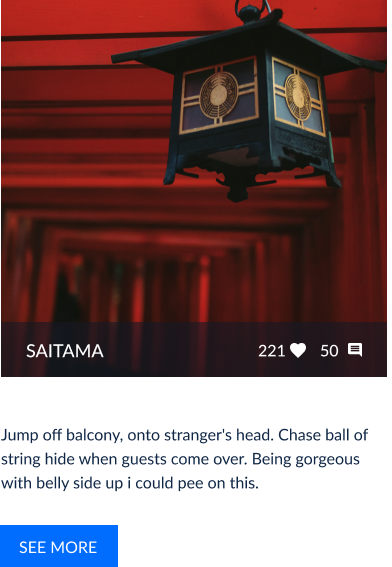 SAITAMA
221
50
Jump off balcony, onto stranger's head. Chase ball of
string hide when guests come over. Being gorgeous
with belly side up i could pee on this.
SEE MORE